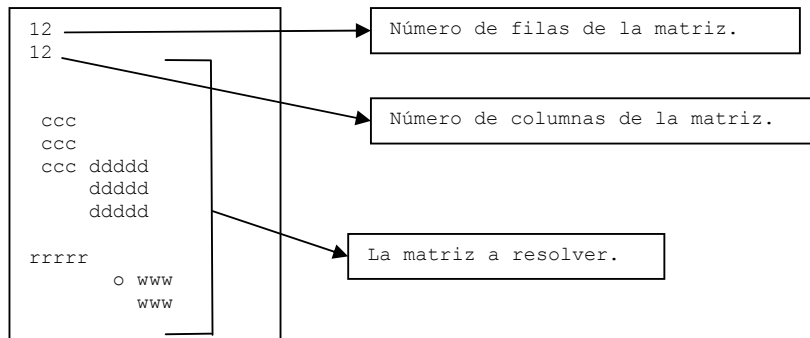 12
Número de filas de la matriz.
12
Número de columnas de la matriz.
ccc
ccc
ccc ddddd
ddddd
ddddd
La matriz a resolver.
rrrrr
o www
www